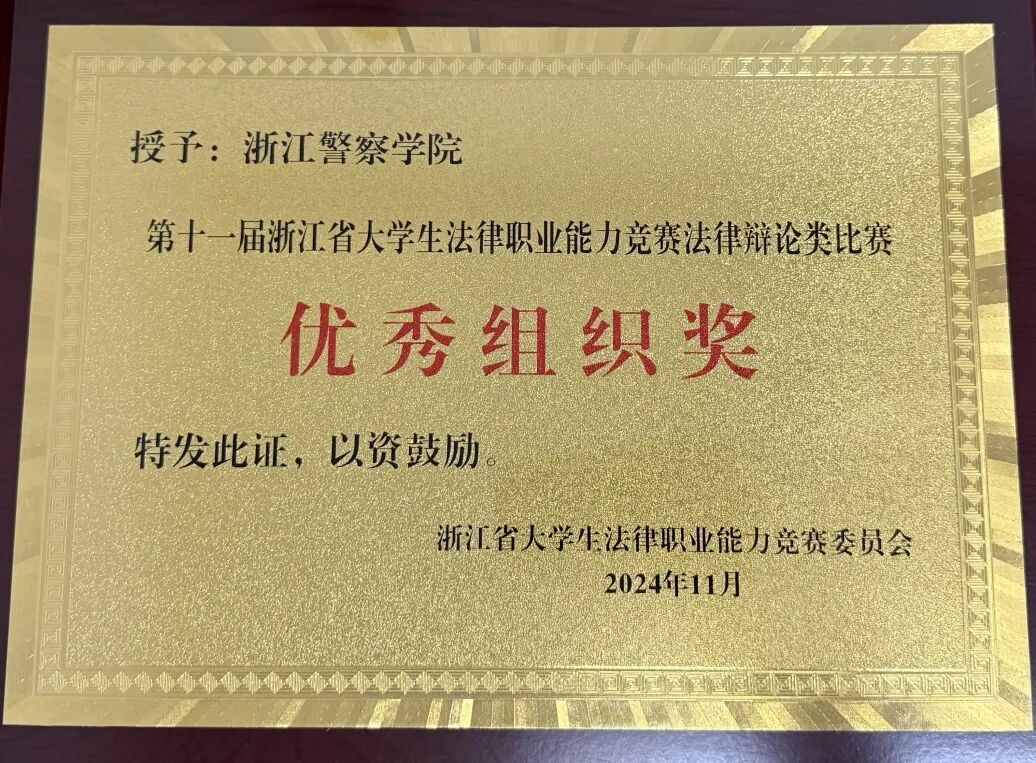 授予：浙江警察学院
第十一届浙江省大学生法律职业能力竞赛法律辩论类比赛
优秀组织奖
特发此证，以资鼓励。
浙江省大学生法律职业能力竞赛委员会
2024年11月